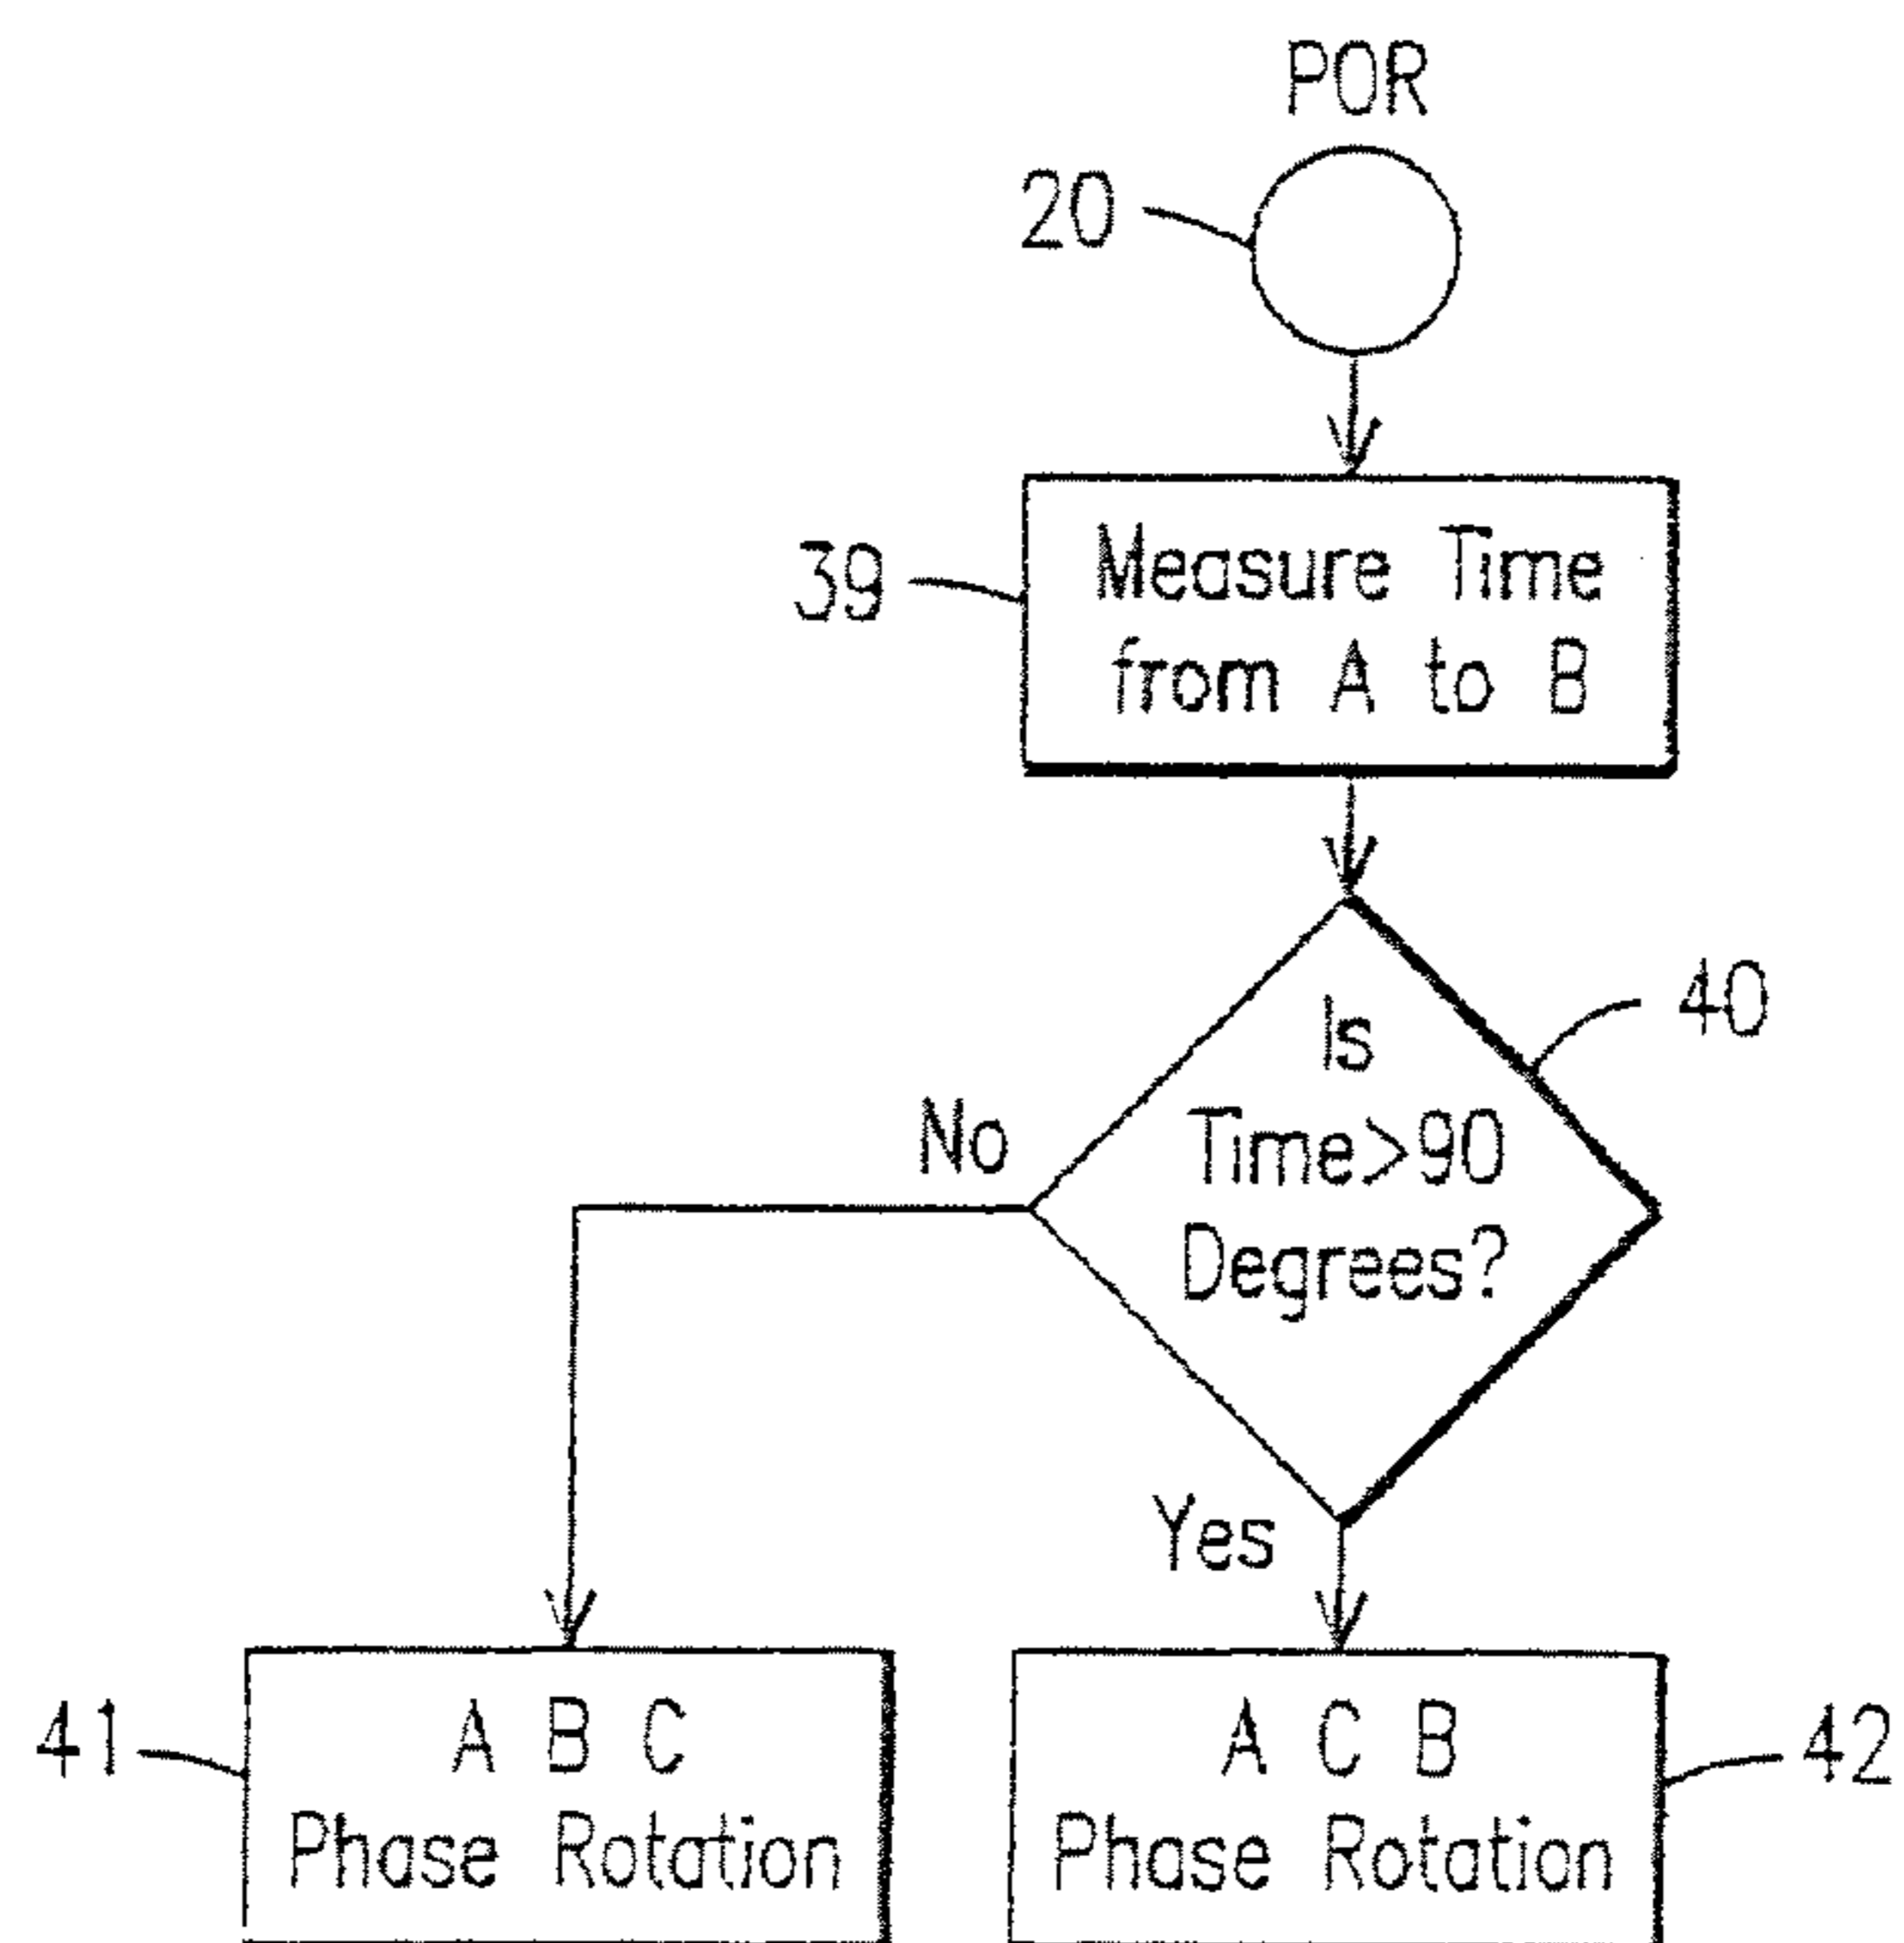 POR
20
39
Measure Time
from A to B
40
Is
Time>90
Degrees?
No
Yes
41
A B C
Phase Rotation
A C B
Phase Rotation
42